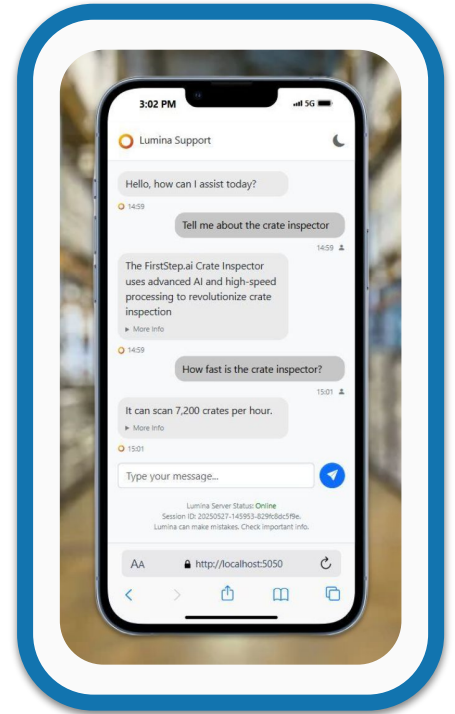 3:02 PM
5G
Lumina Support
Hello, how can I assist today?
14:59
Tell me about the crate inspector
14:59
The FirstStep.ai Crate Inspector
uses advanced AI and high-speed
processing to revolutionize crate
inspection
▸ More Info
14:59
How fast is the crate inspector?
15:01
It can scan 7,200 crates per hour.
▸ More Info
15:01
Type your message...
Lumina Server Status: Online
Session ID: 20250527-145953-829fc8dc5f9e.
Lumina can make mistakes. Check important info.
AA http://localhost:5050